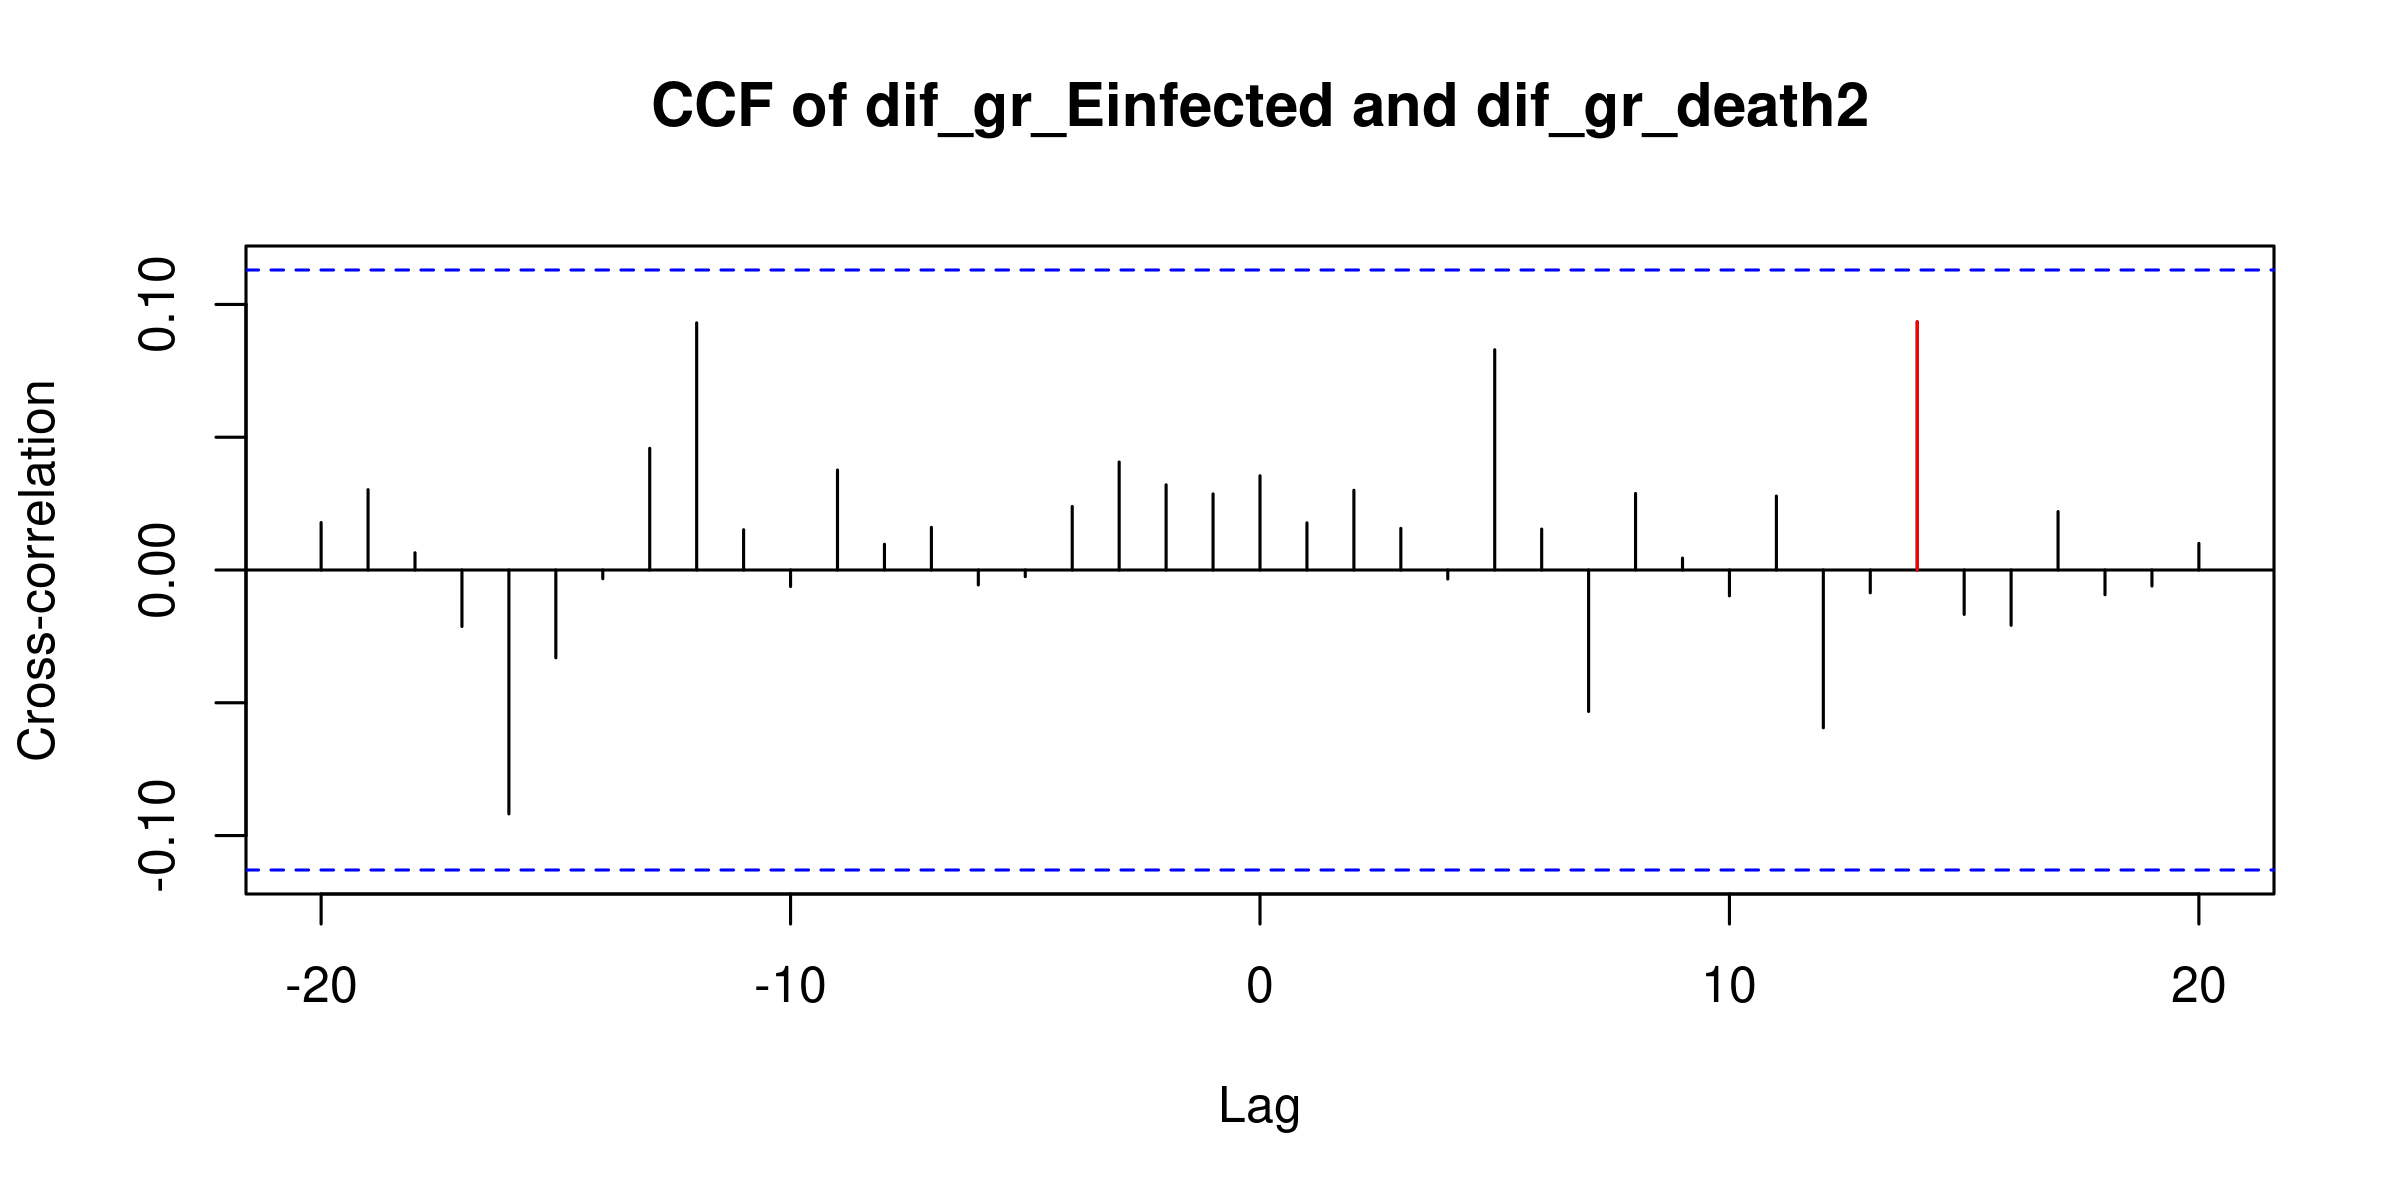 CCF of dif_gr_Einfected and dif_gr_death2
Cross-correlation
0.10
0.00
-0.10
-20 -10 0 10 20
Lag